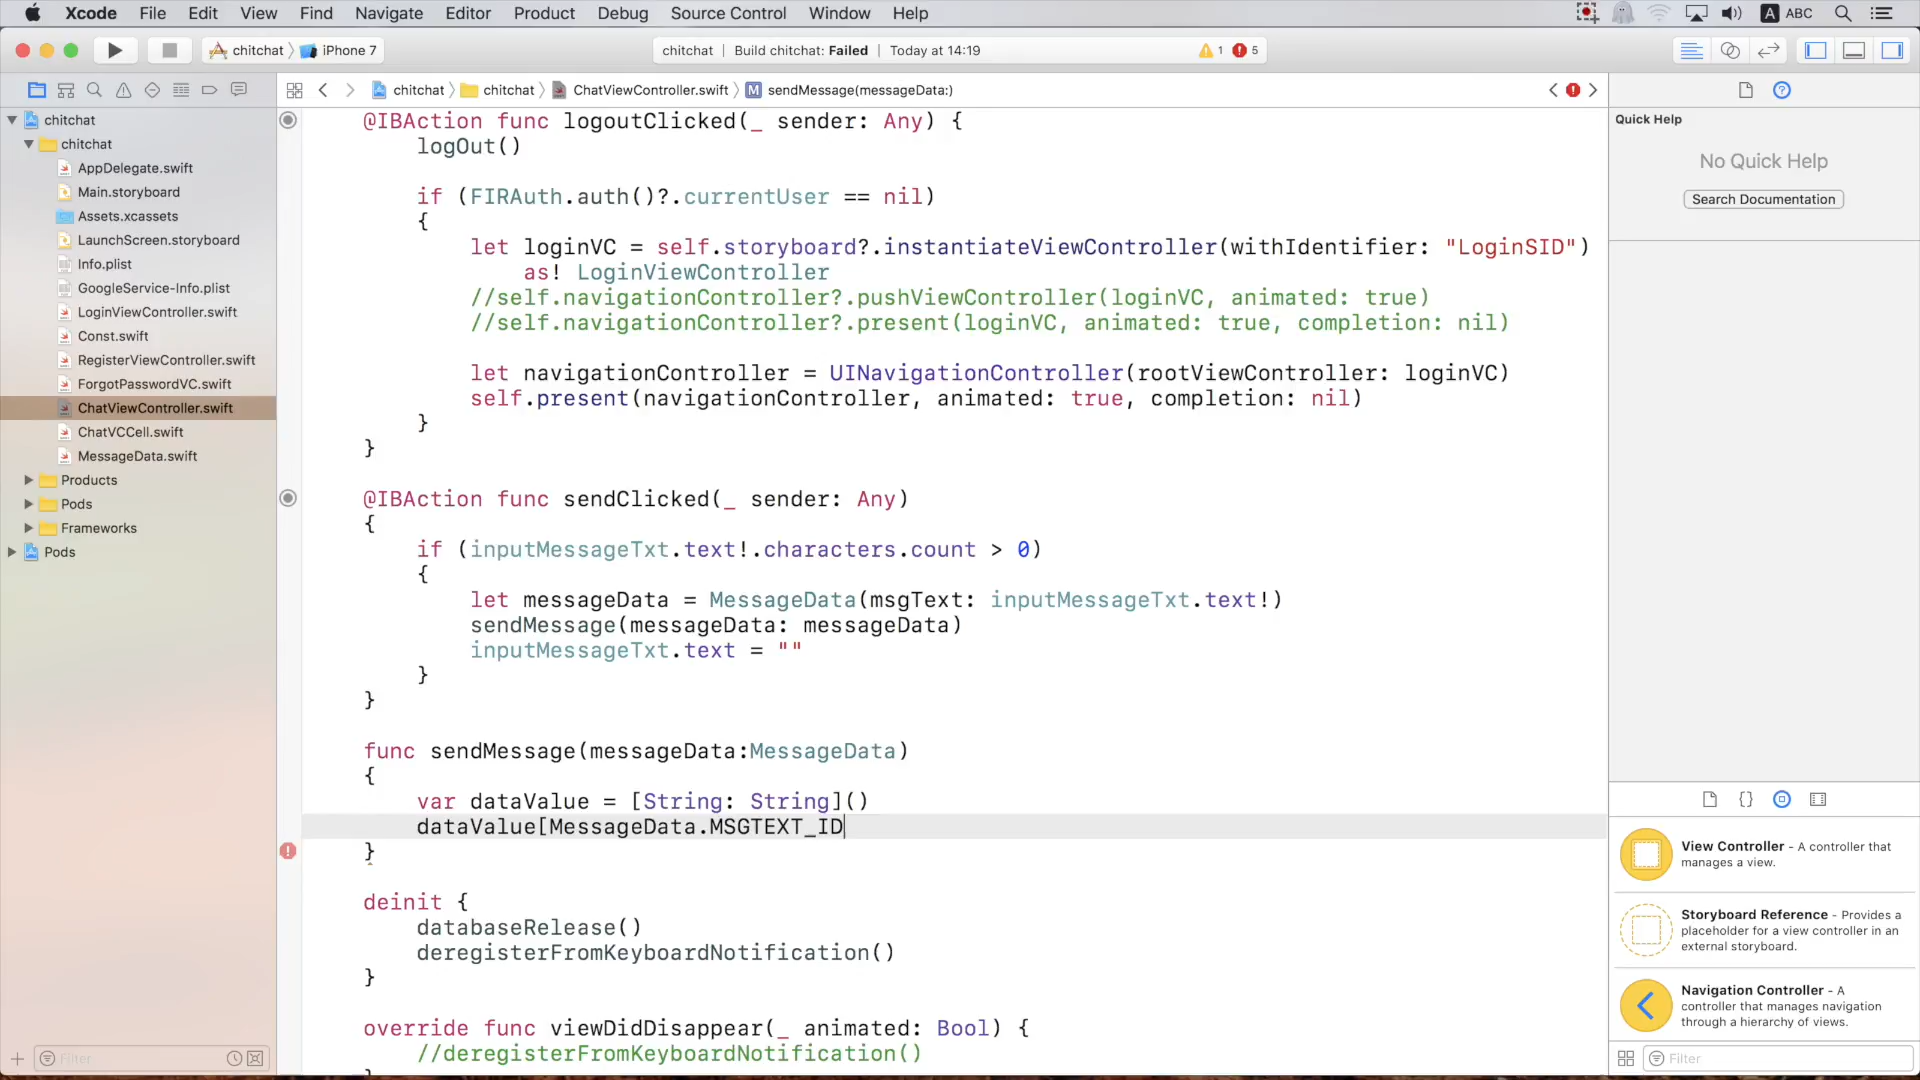 Xcode File Edit View Find Navigate Editor Product Debug Source Control Window Help A ABC
chitchat iPhone 7 chitchat | Build chitchat: Failed | Today at 14:19 1 5
chitchat chitchat ChatViewController.swift M sendMessage(messageData:)
chitchat
chitchat
AppDelegate.swift
Main.storyboard
Assets.xcassets
LaunchScreen.storyboard
Info.plist
GoogleService-Info.plist
LoginViewController.swift
Const.swift
RegisterViewController.swift
ForgotPasswordVC.swift
ChatViewController.swift
ChatVCCell.swift
MessageData.swift
Products
Pods
Frameworks
Pods
Filter
@IBAction func logoutClicked(_ sender: Any) {
logOut()
if (FIRAuth.auth()?.currentUser == nil)
{
let loginVC = self.storyboard?.instantiateViewController(withIdentifier: "LoginSID")
as! LoginViewController
//self.navigationController?.pushViewController(loginVC, animated: true)
//self.navigationController?.present(loginVC, animated: true, completion: nil)
let navigationController = UINavigationController(rootViewController: loginVC)
self.present(navigationController, animated: true, completion: nil)
}
}
@IBAction func sendClicked(_ sender: Any)
{
if (inputMessageTxt.text!.characters.count > 0)
{
let messageData = MessageData(msgText: inputMessageTxt.text!)
sendMessage(messageData: messageData)
inputMessageTxt.text = ""
}
}
func sendMessage(messageData:MessageData)
{
var dataValue = [String: String]()
dataValue[MessageData.MSGTEXT_ID
}
deinit {
databaseRelease()
deregisterFromKeyboardNotification()
}
override func viewDidDisappear(_ animated: Bool) {
//deregisterFromKeyboardNotification()
}
Quick Help
No Quick Help
Search Documentation
{}
View Controller - A controller that
manages a view.
Storyboard Reference - Provides a
placeholder for a view controller in an
external storyboard.
Navigation Controller - A
controller that manages navigation
through a hierarchy of views.
Filter